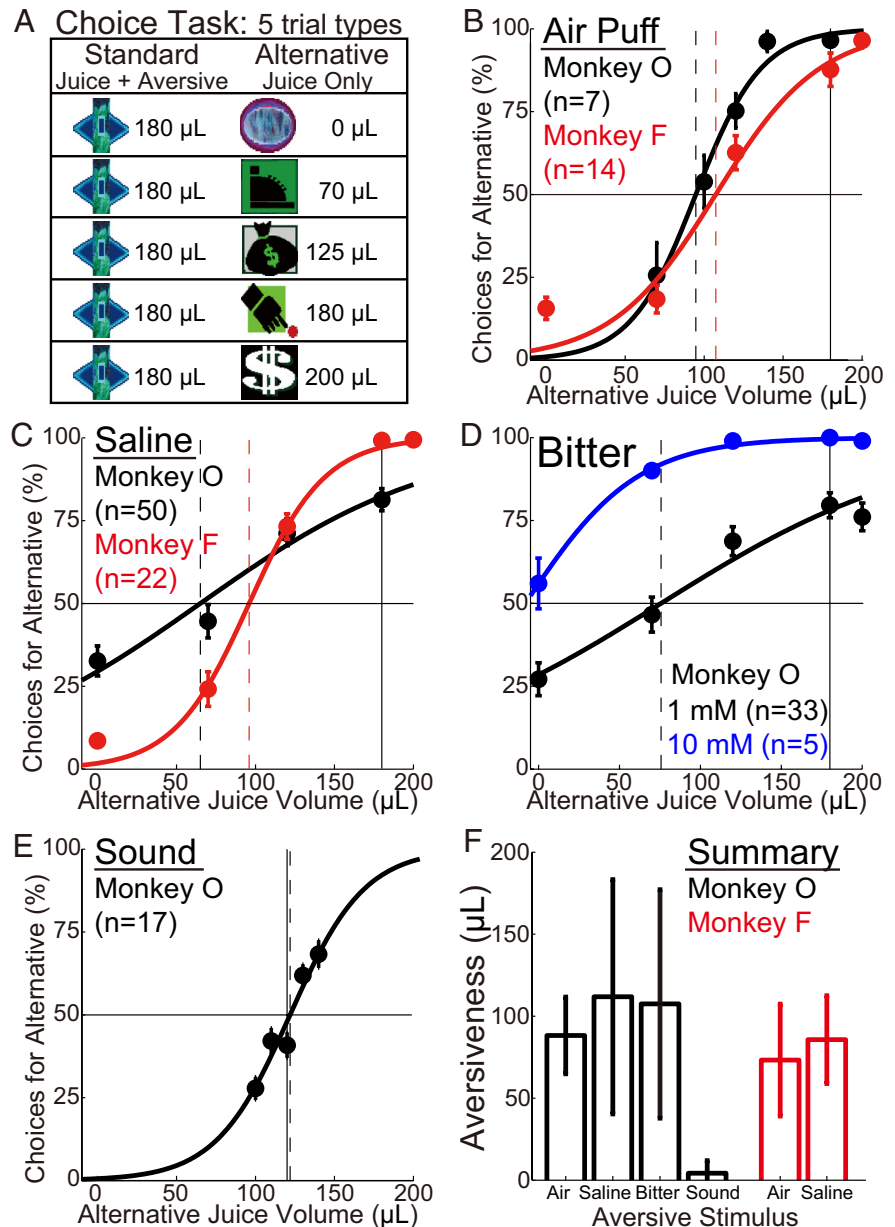 A Choice Task: 5 trial types
Standard Alternative
Juice + Aversive Juice Only
180 µL 0 µL
180 µL 70 µL
180 µL 125 µL
180 µL 180 µL
180 µL $ 200 µL
B
Air Puff
Monkey O
(n=7)
Monkey F
(n=14)
Choices for Alternative (%)
100
75
50
25
0
0 50 100 150 200
Alternative Juice Volume (µL)
C
Saline
Monkey O
(n=50)
Monkey F
(n=22)
Choices for Alternative (%)
100
75
50
25
0
0 50 100 150 200
Alternative Juice Volume (µL)
D
Bitter
Monkey O
1 mM (n=33)
10 mM (n=5)
100
75
50
25
0
0 50 100 150 200
Alternative Juice Volume (µL)
E
Sound
Monkey O
(n=17)
Choices for Alternative (%)
100
75
50
25
0
0 50 100 150 200
Alternative Juice Volume (µL)
F
Summary
Monkey O
Monkey F
Aversiveness (µL)
200
150
100
50
0
Air Saline Bitter Sound Air Saline
Aversive Stimulus